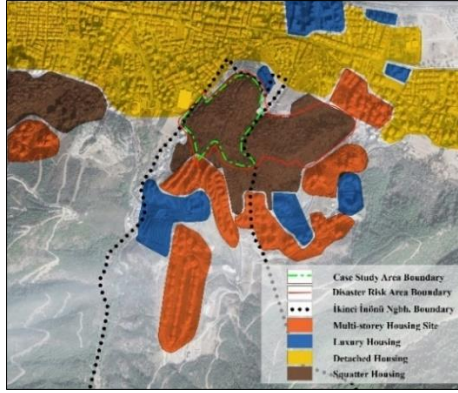 Case Study Area Boundary
Disaster Risk Area Boundary
İkinci İnönü Ngbh. Boundary
Multi-storey Housing Site
Luxury Housing
Detached Housing
Squatter Housing